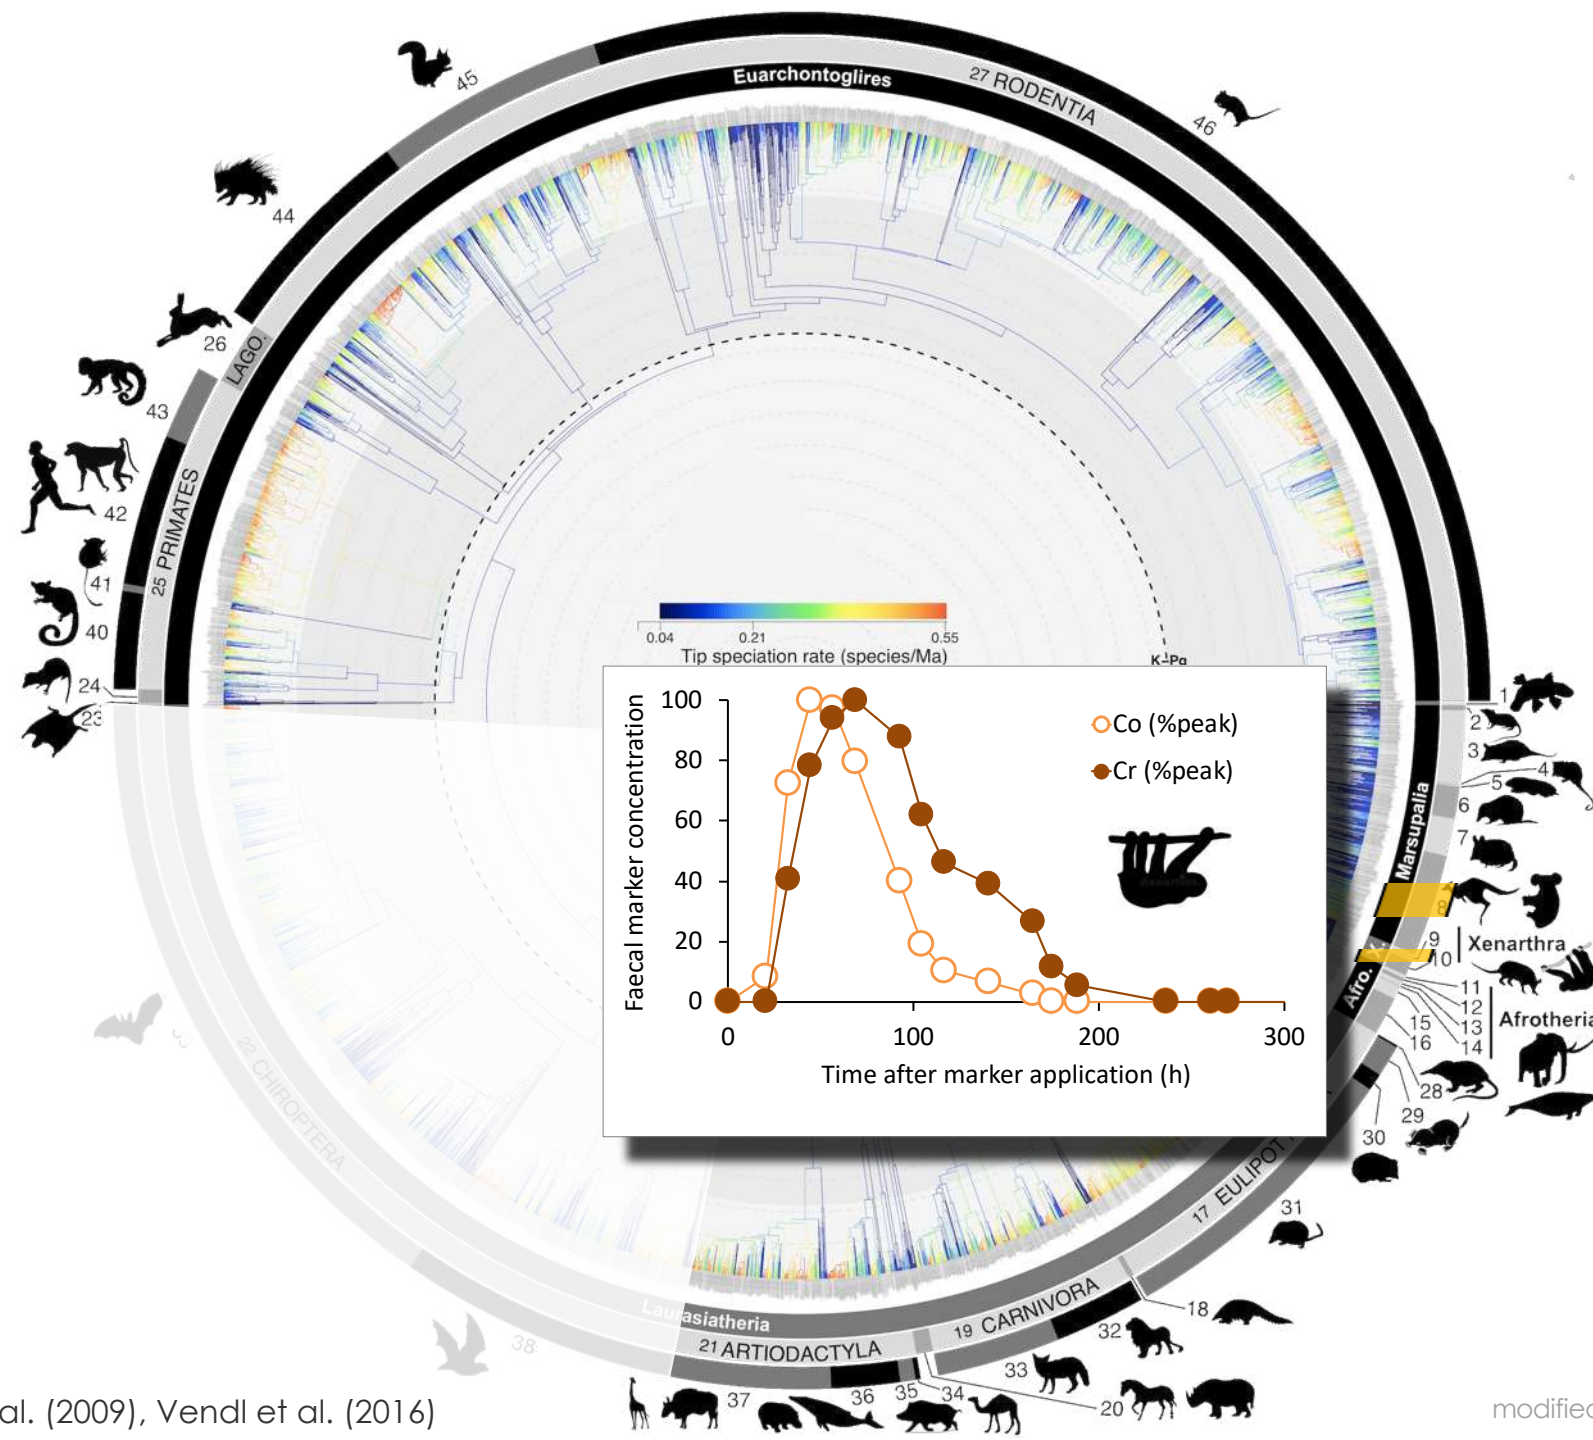 Euarchontoglires
27 RODENTIA
45
46
44
26
LAGO.
43
42
25 PRIMATES
41
40
24
23
0.04 0.21 0.55
Tip speciation rate (species/Ma)
K-Pg
Faecal marker concentration
100
80
60
40
20
0
0 100 200 300
Time after marker application (h)
Co (%peak)
Cr (%peak)
1
2
3
4
5
6
7
Marsupalia
8
9
10
Xenarthra
X.
Afro.
11
12
13
14
15
16
Afrotheria
28
29
30
31
17 EULIPOT
18
19 CARNIVORA
32
33
20
34
35
36
37
21 ARTIODACTYLA
Laurasiatheria
38
22 CHIROPTERA
al. (2009), Vendl et al. (2016)
modified